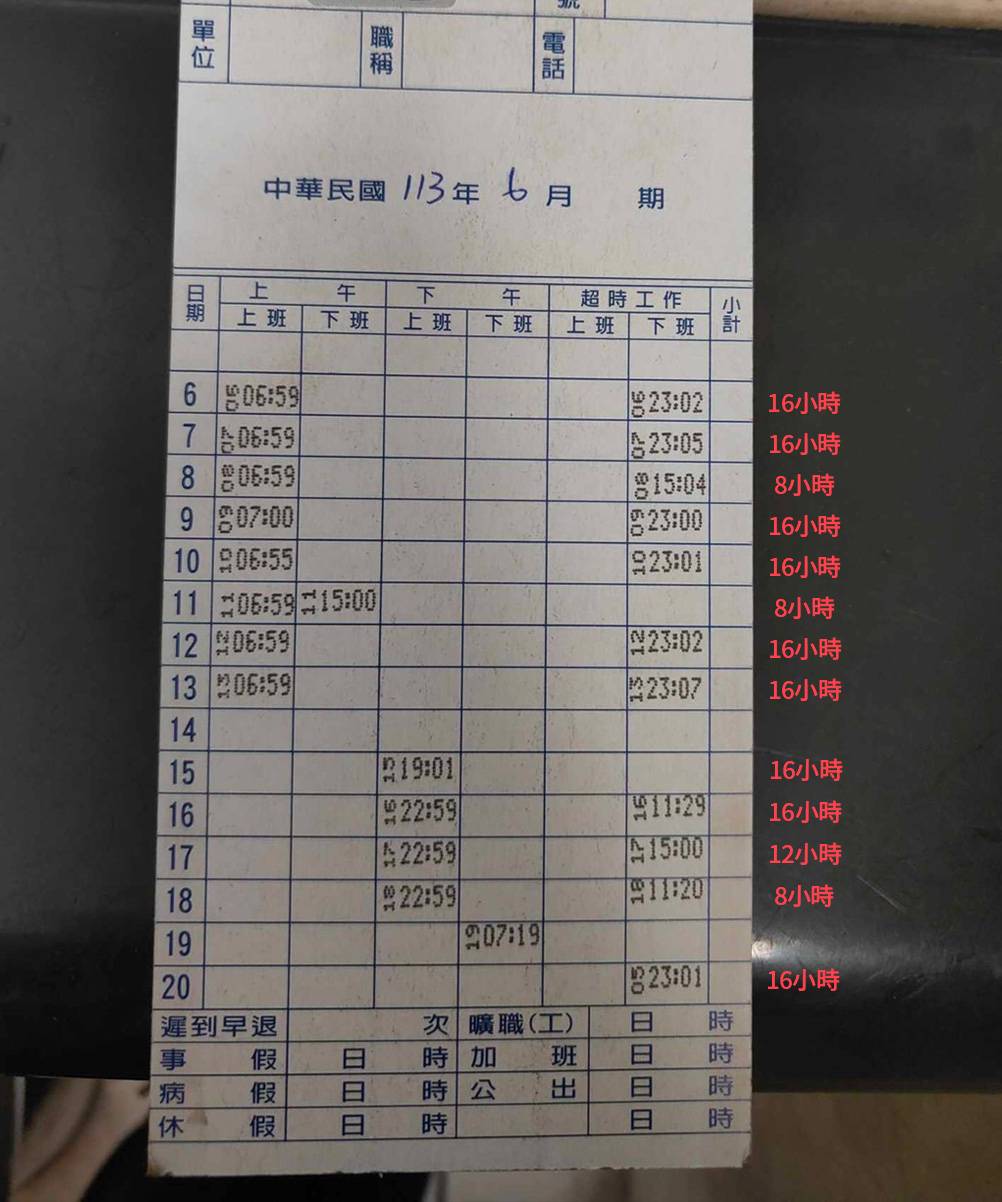 號
單位 職稱 電話
中華民國 113 年 6 月 期
日期 上午 下午 超時工作 小計
上班 下班 上班 下班 上班 下班
6 06 06:59 06 23:02 16小時
7 07 06:59 07 23:05 16小時
8 08 06:59 08 15:04 8小時
9 09 07:00 09 23:00 16小時
10 10 06:55 10 23:01 16小時
11 11 06:59 11 15:00 8小時
12 12 06:59 12 23:02 16小時
13 13 06:59 13 23:07 16小時
14
15 15 19:01 16小時
16 16 22:59 16 11:29 16小時
17 17 22:59 17 15:00 12小時
18 18 22:59 18 11:20 8小時
19 19 07:19
20 05 23:01 16小時
遲到早退 次 曠職(工) 日 時
事假 日 時 加班 日 時
病假 日 時 公出 日 時
休假 日 時 日 時